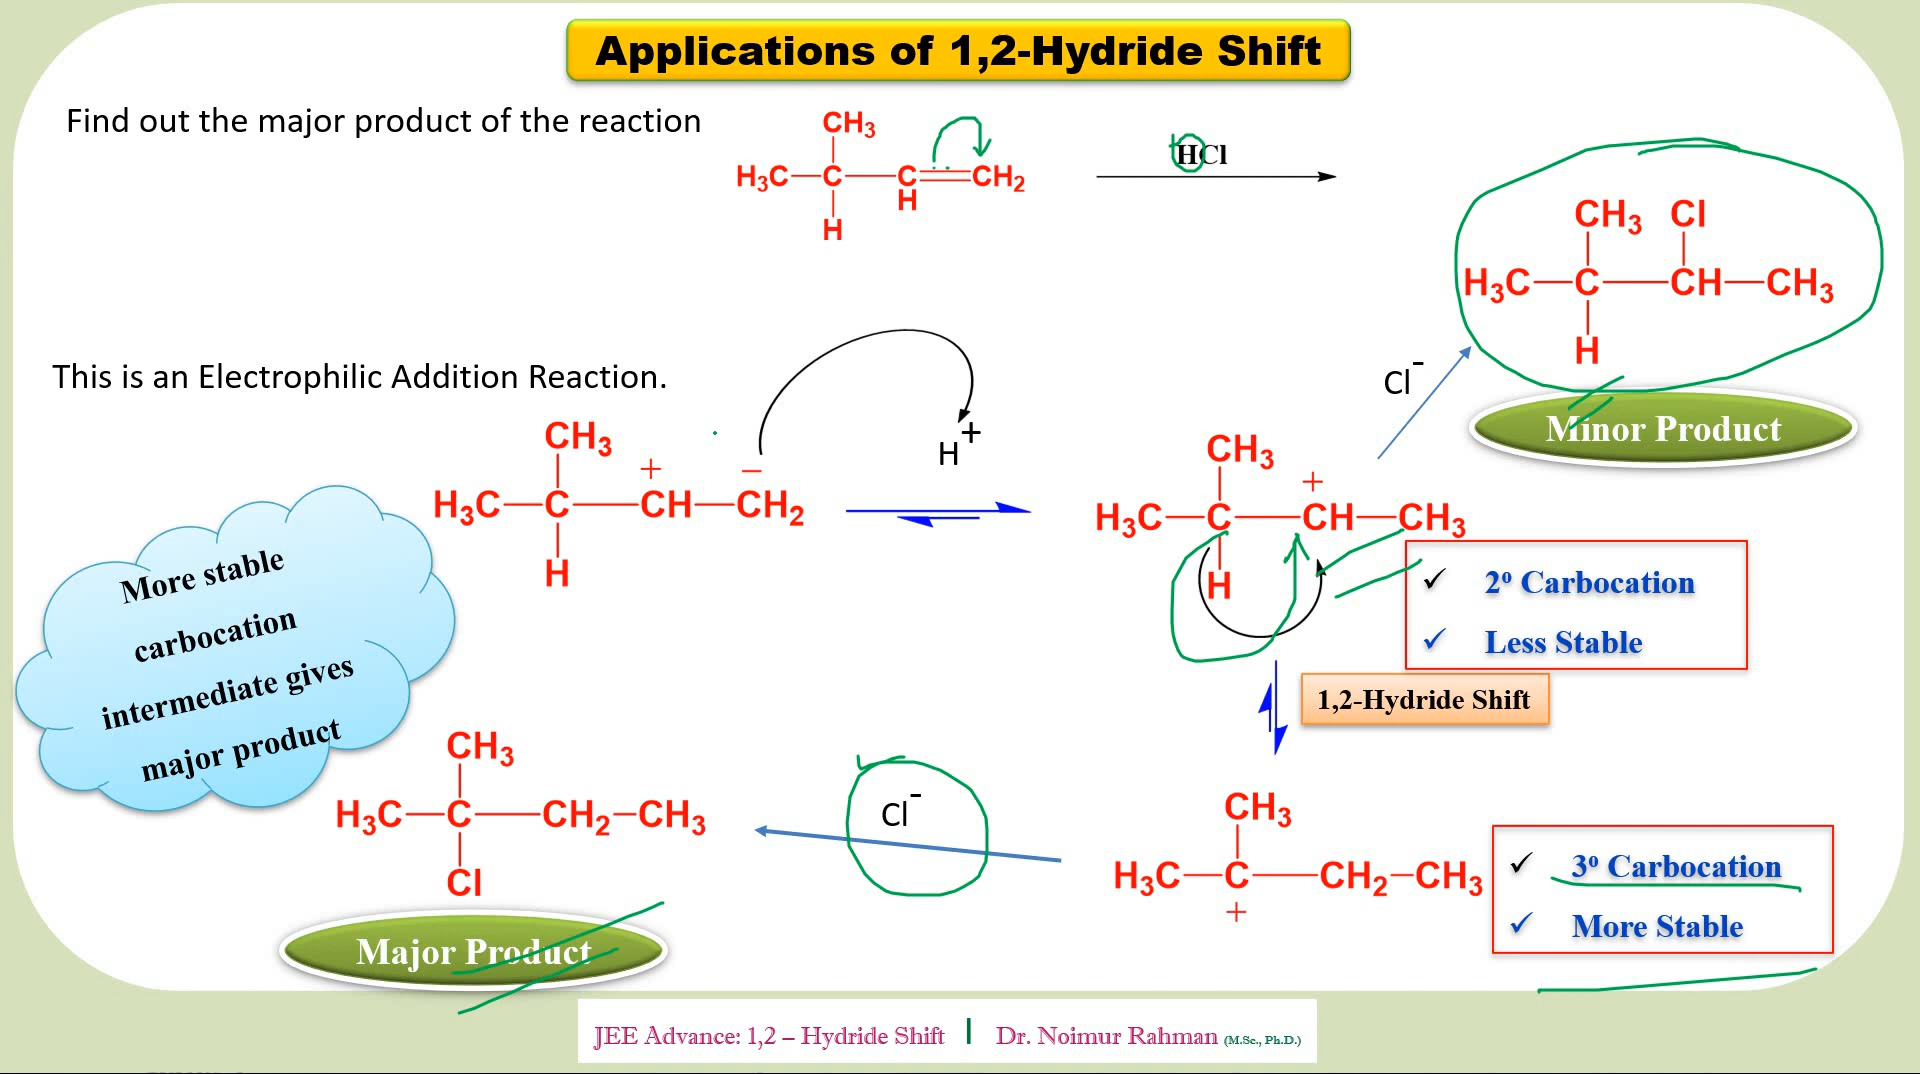 Applications of 1,2-Hydride Shift
Find out the major product of the reaction
CH3
H3C C C CH2
H
H
HCl
CH3 Cl
H3C C CH CH3
H
Cl-
Minor Product
This is an Electrophilic Addition Reaction.
CH3
+ −
H3C C CH CH2
H
H+
CH3
+
H3C C CH CH3
H
✓ 2o Carbocation
✓ Less Stable
1,2-Hydride Shift
More stable
carbocation
intermediate gives
major product
CH3
H3C C CH2 CH3
Cl
Major Product
Cl-
CH3
H3C C CH2 CH3
+
✓ 3o Carbocation
✓ More Stable
JEE Advance: 1,2 – Hydride Shift | Dr. Noimur Rahman (M.Sc., Ph.D.)